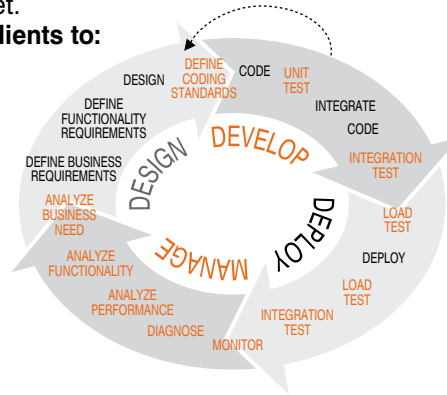 et.
lients to:
DESIGN
DEFINE
CODING
STANDARDS
CODE
UNIT
TEST
INTEGRATE
CODE
INTEGRATION
TEST
LOAD
TEST
DEPLOY
LOAD
TEST
INTEGRATION
TEST
MONITOR
DIAGNOSE
ANALYZE
PERFORMANCE
ANALYZE
FUNCTIONALITY
ANALYZE
BUSINESS
NEED
DEFINE BUSINESS
REQUIREMENTS
DEFINE
FUNCTIONALITY
REQUIREMENTS
DESIGN
DEVELOP
DEPLOY
MANAGE